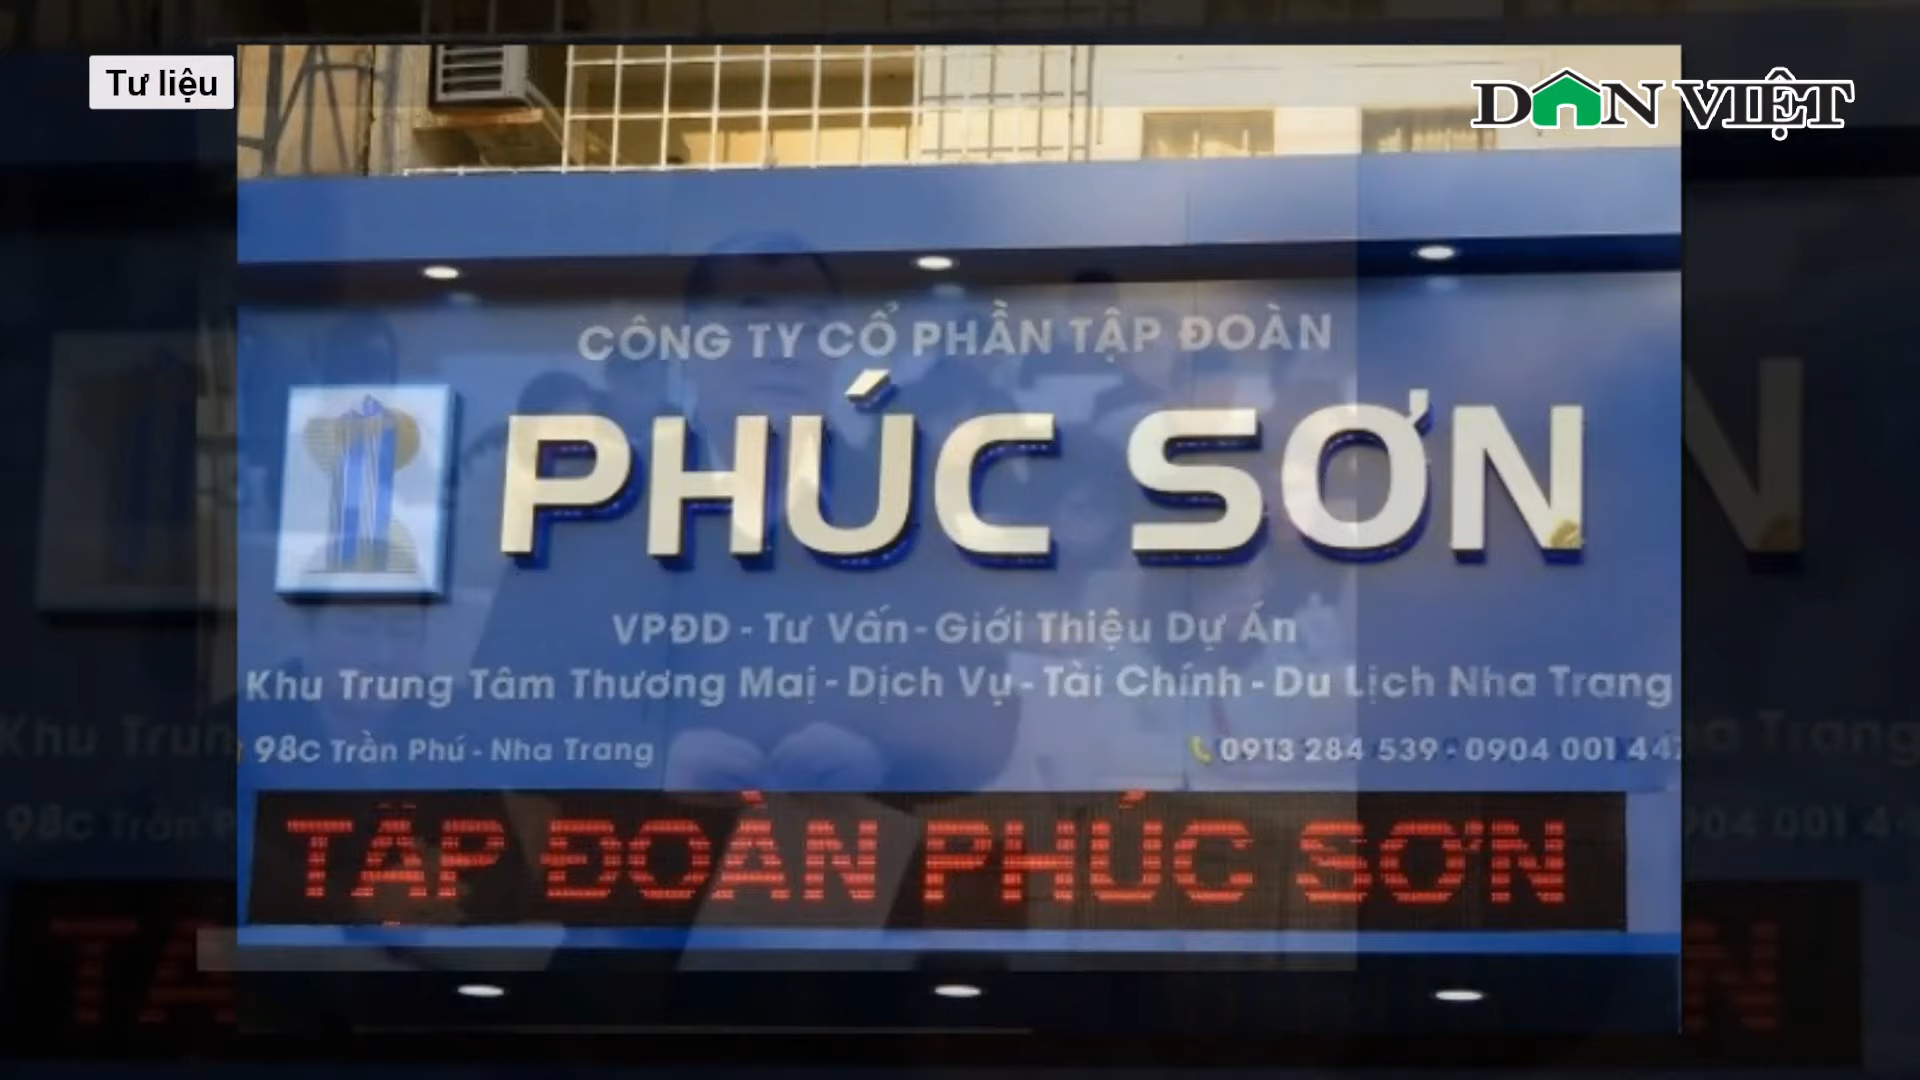 Tư liệu
DÂN VIỆT
CÔNG TY CỔ PHẦN TẬP ĐOÀN
PHÚC SƠN
VPĐD - Tư Vấn - Giới Thiệu Dự Án
Khu Trung Tâm Thương Mại - Dịch Vụ - Tài Chính - Du Lịch Nha Trang
98C Trần Phú - Nha Trang
0913 284 539 - 0904 001 44
TẬP ĐOÀN PHÚC SƠN